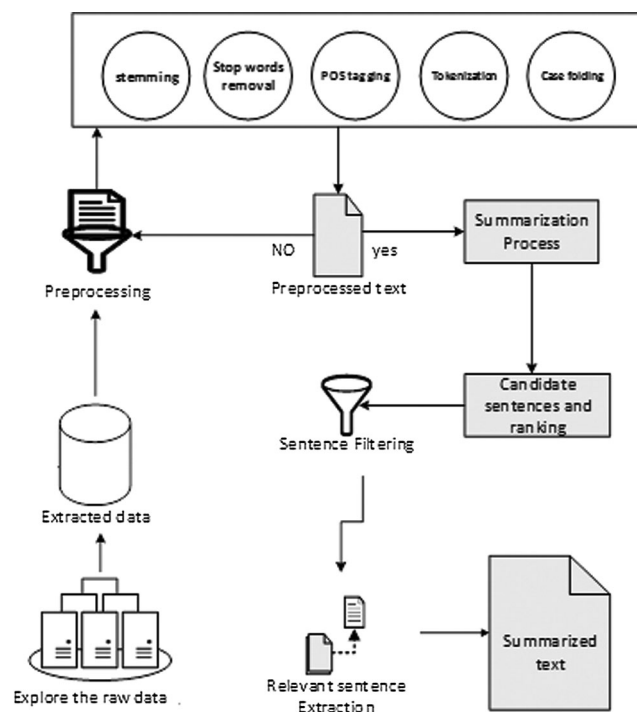 stemming
Stop words
removal
POS tagging
Tokenization
Case folding
NO
yes
Summarization
Process
Preprocessing
Preprocessed text
Candidate
sentences and
ranking
Sentence Filtering
Extracted data
Summarized
text
Relevant sentence
Extraction
Explore the raw data